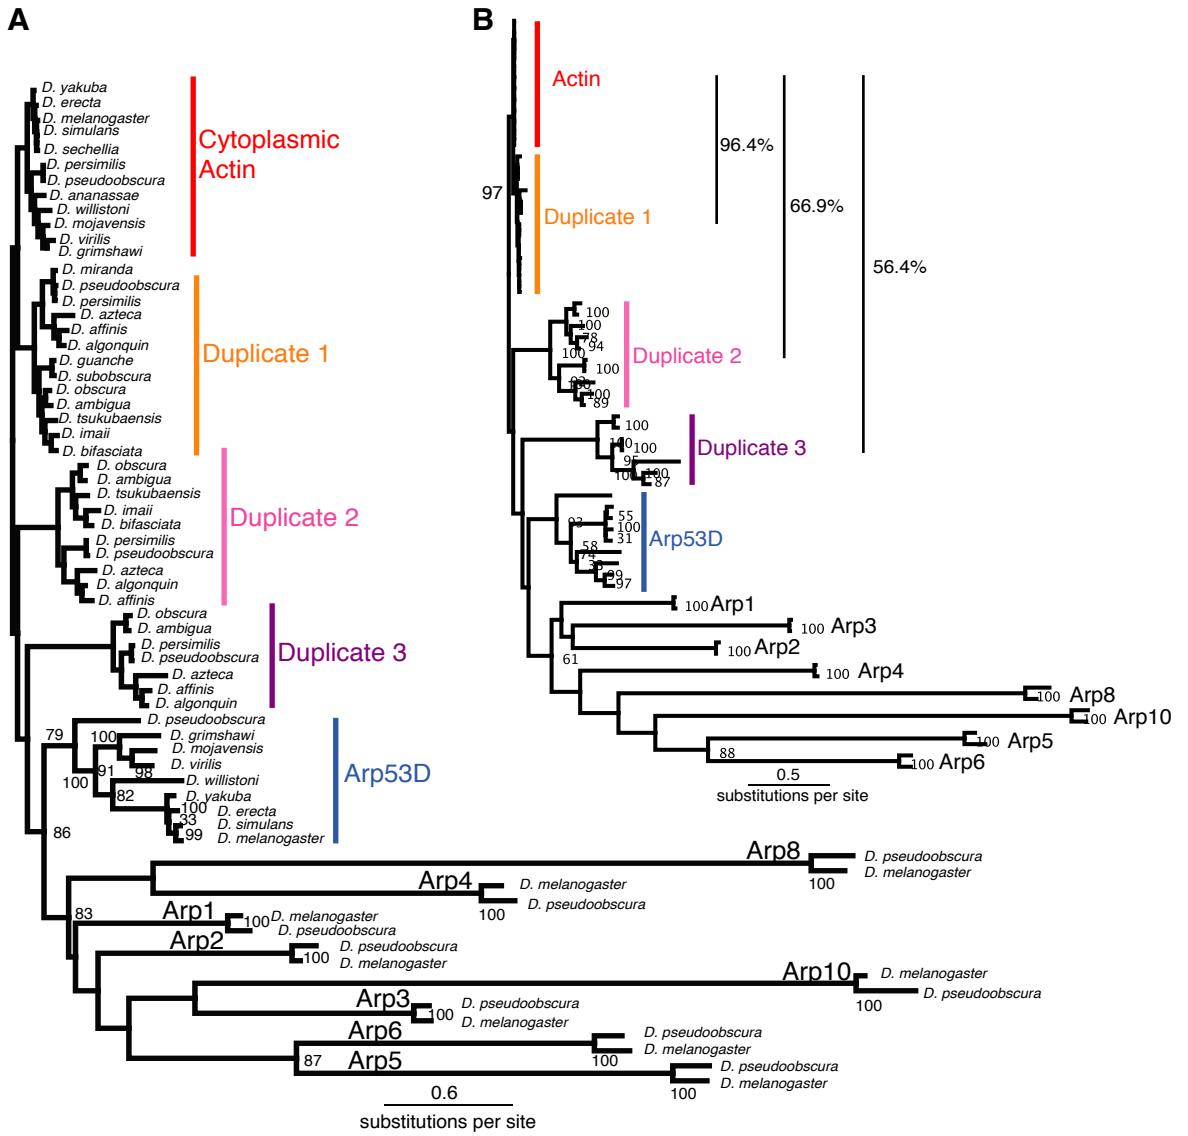 A
D. yakuba
D. erecta
D. melanogaster
D. simulans
D. sechellia
D. persimilis
D. pseudoobscura
D. ananassae
D. willistoni
D. mojavensis
D. virilis
D. grimshawi
Cytoplasmic
Actin
D. miranda
D. pseudoobscura
D. persimilis
D. azteca
D. affinis
D. algonquin
D. guanche
D. subobscura
D. obscura
D. ambigua
D. tsukubaensis
D. imaii
D. bifasciata
Duplicate 1
D. obscura
D. ambigua
D. tsukubaensis
D. imaii
D. bifasciata
D. persimilis
D. pseudoobscura
D. azteca
D. algonquin
D. affinis
Duplicate 2
D. obscura
D. ambigua
D. persimilis
D. pseudoobscura
D. azteca
D. affinis
D. algonquin
Duplicate 3
D. pseudoobscura
79
D. grimshawi
100
D. mojavensis
D. virilis
98
91
100
D. willistoni
82
D. yakuba
100
D. erecta
33
D. simulans
99
D. melanogaster
Arp53D
86
Arp8
D. pseudoobscura
D. melanogaster
100
Arp4
D. melanogaster
D. pseudoobscura
100
83
Arp1
100
D. melanogaster
D. pseudoobscura
Arp2
100
D. pseudoobscura
D. melanogaster
Arp10
D. melanogaster
D. pseudoobscura
100
Arp3
100
D. pseudoobscura
D. melanogaster
Arp6
D. pseudoobscura
D. melanogaster
100
87
Arp5
D. pseudoobscura
D. melanogaster
100
0.6
substitutions per site
B
Actin
97
Duplicate 1
96.4%
66.9%
56.4%
100
100
78
94
100
100
100
89
Duplicate 2
100
100
100
95
100
100
87
Duplicate 3
93
55
100
31
58
74
38
99
97
Arp53D
100 Arp1
100 Arp3
100 Arp2
61
100 Arp4
100 Arp8
100 Arp10
100 Arp5
88
100 Arp6
0.5
substitutions per site